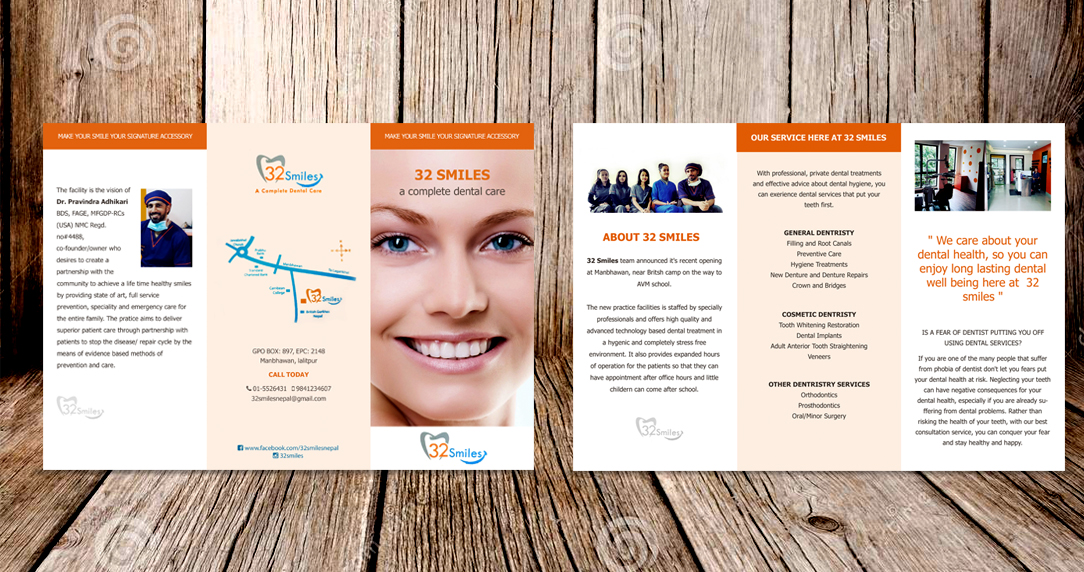 MAKE YOUR SMILE YOUR SIGNATURE ACCESSORY
The facility is the vision of
Dr. Pravindra Adhikari
BDS, FAGE, MFGDP-RCs
(USA) NMC Regd.
no#4488,
co-founder/owner who
desires to create a
partnership with the
community to achieve a life time healthy smiles
by providing state of art, full service
prevention, speciality and emergency care for
the entire family. The pratice aims to deliver
superior patient care through partnership with
patients to stop the disease/ repair cycle by the
means of evidence based methods of
prevention and care.
32Smiles
32Smiles
A Complete Dental Care
32Smiles
GPO BOX: 897, EPC: 2148
Manbhawan, lalitpur
CALL TODAY
01-5526431 9841234607
32smilesnepal@gmail.com
www.facebook.com/32smilesnepal
32smiles
MAKE YOUR SMILE YOUR SIGNATURE ACCESSORY
32 SMILES
a complete dental care
32Smiles
ABOUT 32 SMILES
32 Smiles team announced it's recent opening
at Manbhawan, near Britsh camp on the way to
AVM school.
The new practice facilities is staffed by specially
professionals and offers high quality and
advanced technology based dental treatment in
a hygenic and completely stress free
environment. It also provides expanded hours
of operation for the patients so that they can
have appointment after office hours and little
childern can come after school.
32Smiles
OUR SERVICE HERE AT 32 SMILES
With professional, private dental treatments
and effective advice about dental hygiene, you
can exierience dental services that put your
teeth first.
GENERAL DENTISRTY
Filling and Root Canals
Preventive Care
Hygiene Treatments
New Denture and Denture Repairs
Crown and Bridges
COSMETIC DENTISRTY
Tooth Whitening Restoration
Dental Implants
Adult Anterior Tooth Straightening
Veneers
OTHER DENTRISTRY SERVICES
Orthodontics
Prosthodontics
Oral/Minor Surgery
" We care about your
dental health, so you can
enjoy long lasting dental
well being here at 32
smiles "
IS A FEAR OF DENTIST PUTTING YOU OFF
USING DENTAL SERVICES?
If you are one of the many people that suffer
from phobia of dentist don't let you fears put
your dental health at risk. Neglecting your teeth
can have negative consequences for your
dental health, especially if you are already su-
ffering from dental problems. Rather than
risking the health of your teeth, with our best
consultation service, you can conquer your fear
and stay healthy and happy.